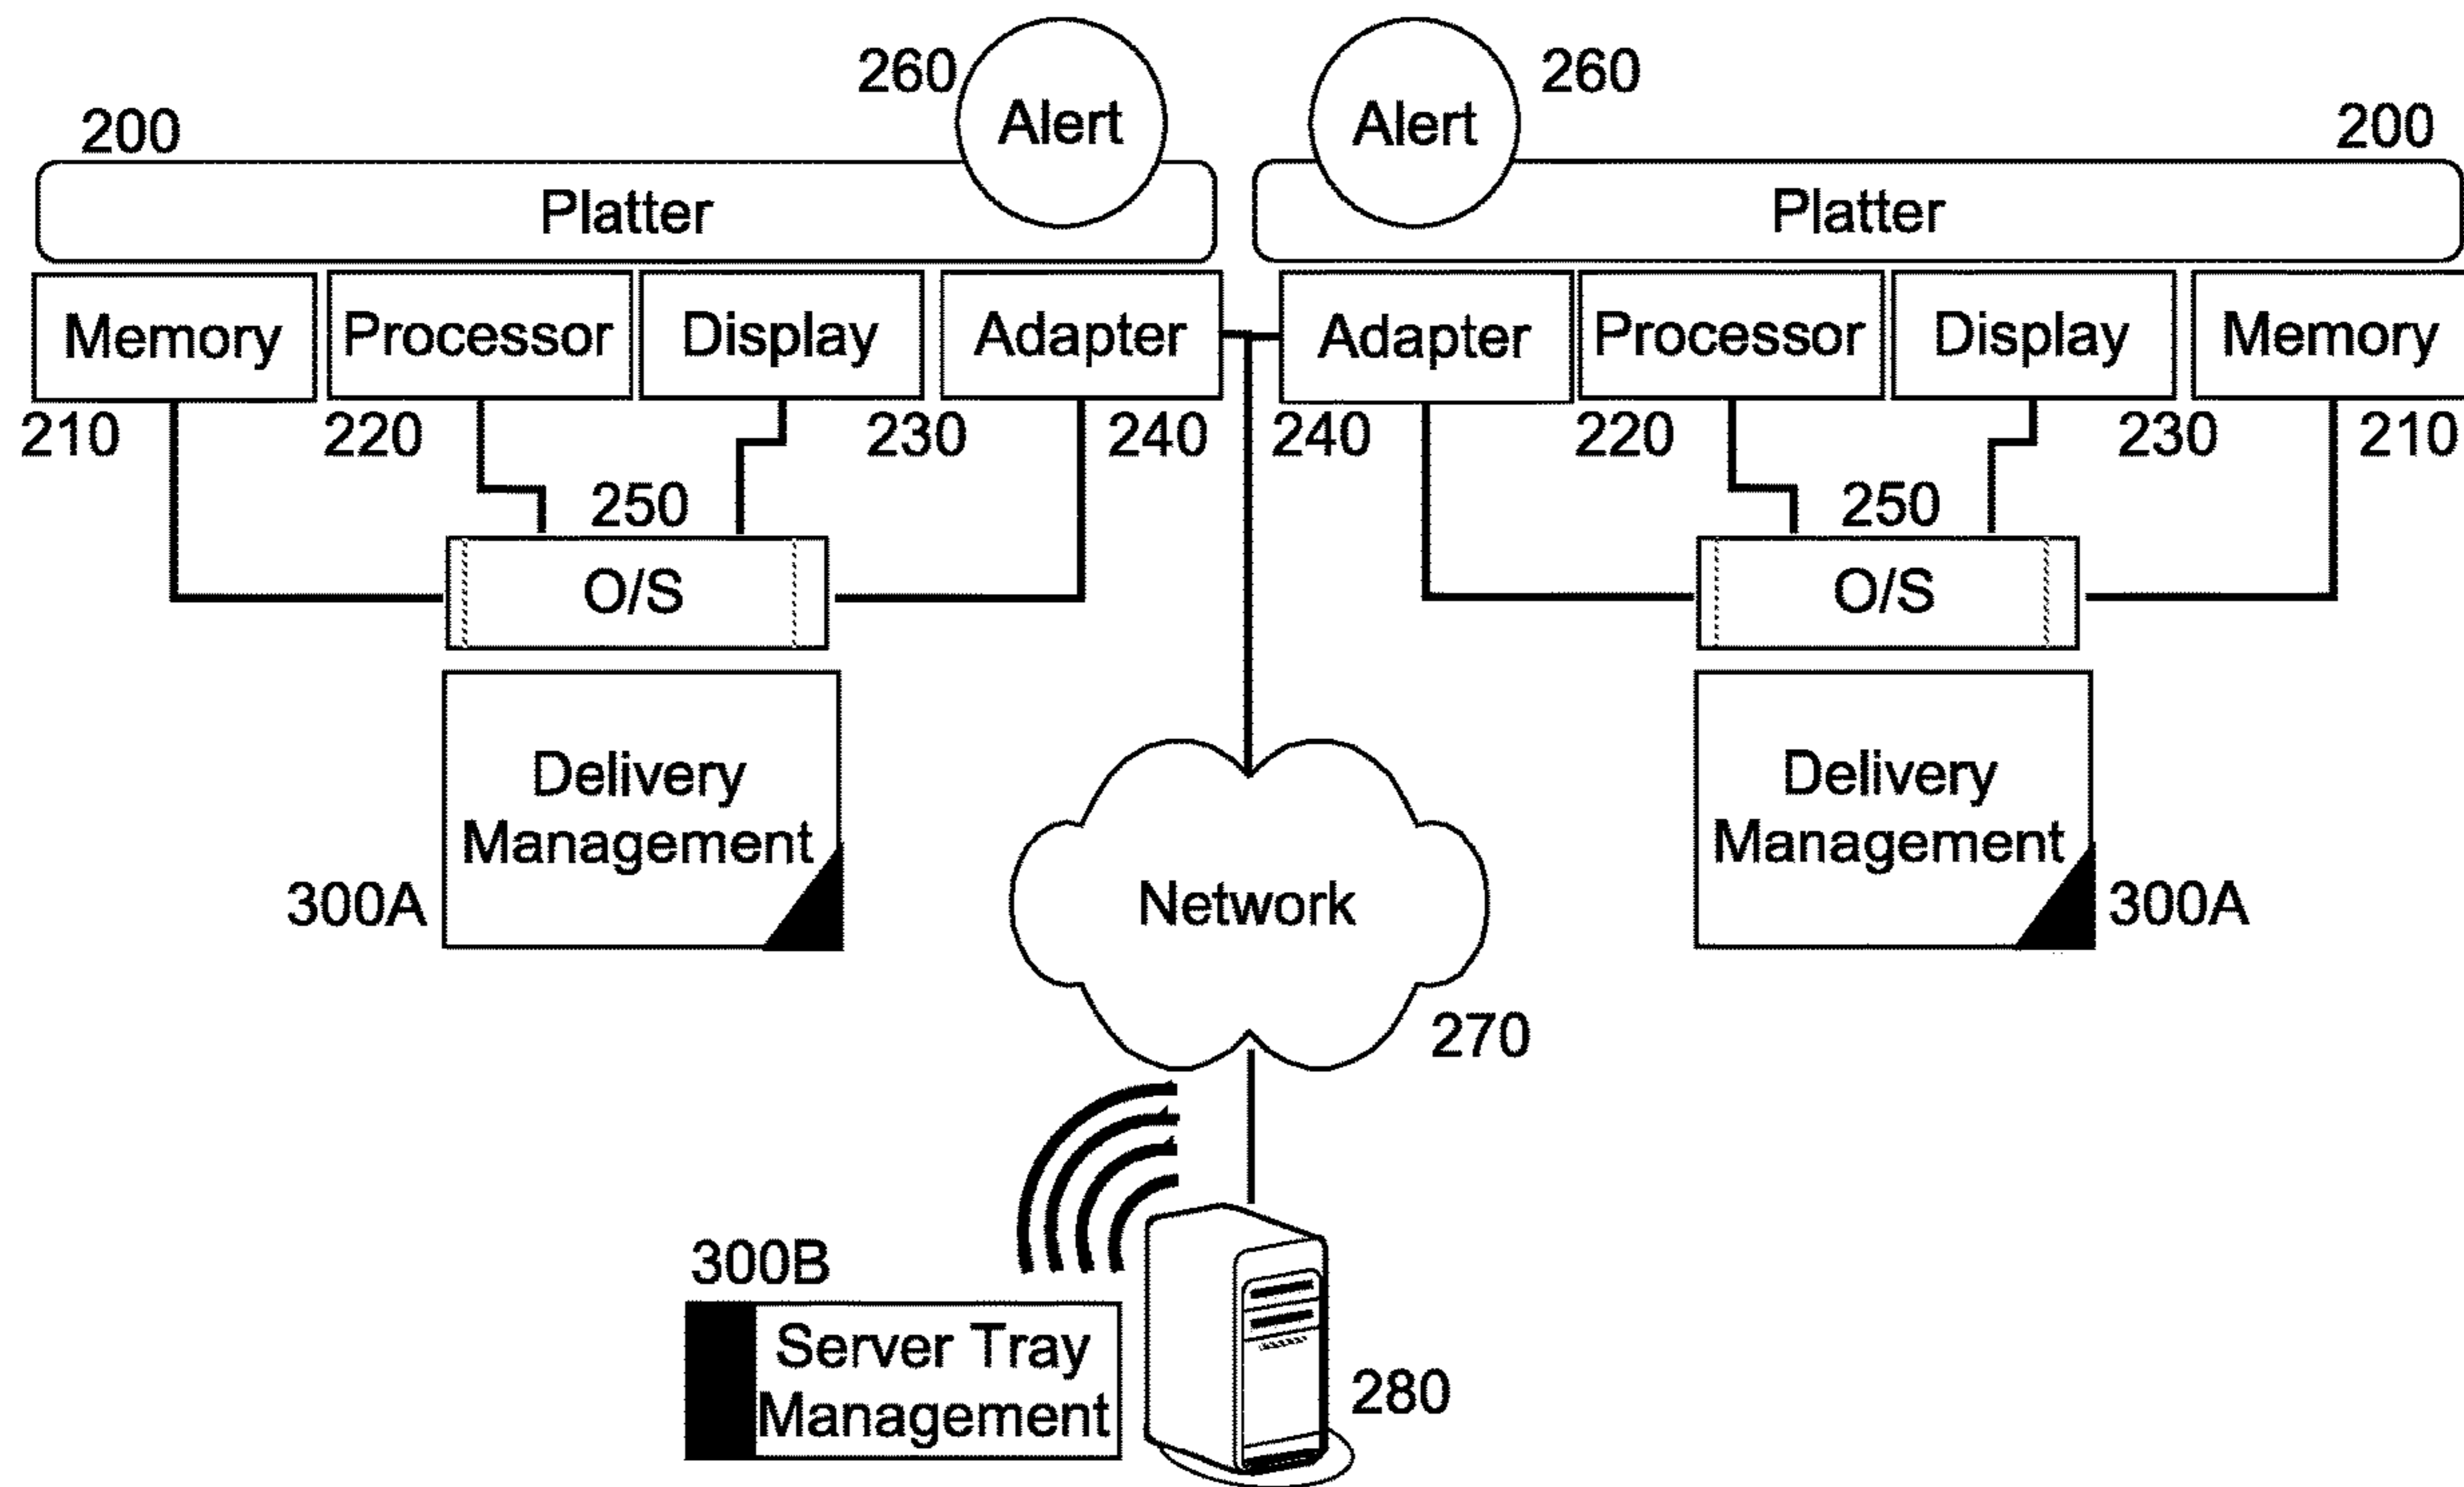 260
Alert
Alert
260
200
200
Platter
Platter
Memory
Processor
Display
Adapter
Adapter
Processor
Display
Memory
210
220
230
240
240
220
230
210
250
250
O/S
O/S
Delivery
Management
Delivery
Management
300A
Network
300A
270
300B
Server Tray
Management
280